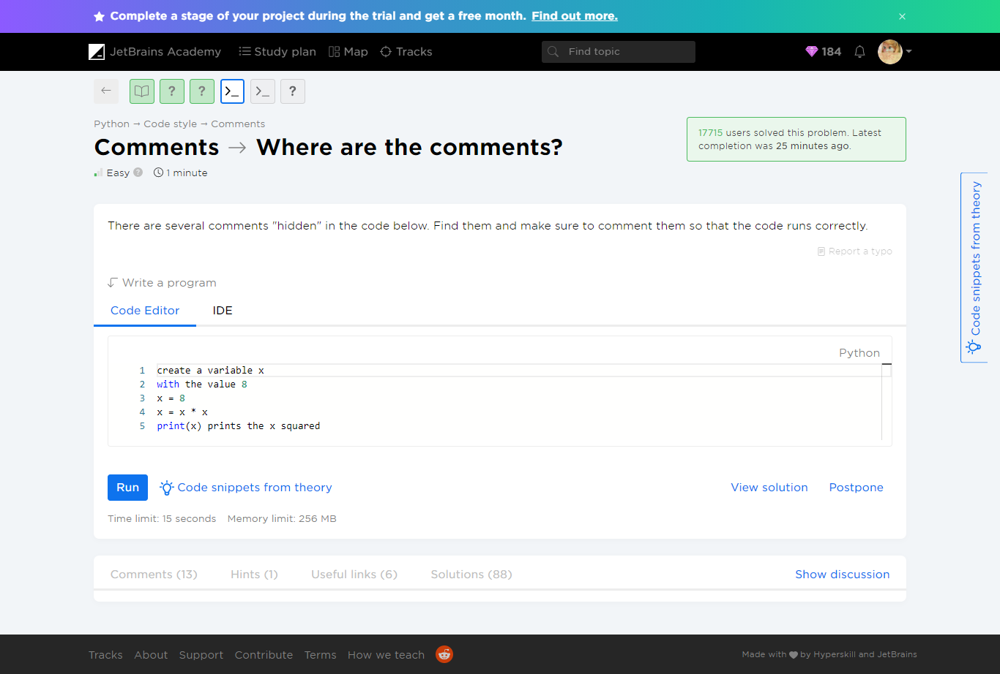 Complete a stage of your project during the trial and get a free month. Find out more. ×
JetBrains Academy Study plan Map Tracks Find topic 184
? ? >_ >_ ?
Python → Code style → Comments
Comments → Where are the comments?
Easy ? 1 minute
17715 users solved this problem. Latest
completion was 25 minutes ago.
Code snippets from theory
There are several comments "hidden" in the code below. Find them and make sure to comment them so that the code runs correctly.
Report a typo
Write a program
Code Editor IDE
Python
1 create a variable x
2 with the value 8
3 x = 8
4 x = x * x
5 print(x) prints the x squared
Run Code snippets from theory View solution Postpone
Time limit: 15 seconds Memory limit: 256 MB
Comments (13) Hints (1) Useful links (6) Solutions (88) Show discussion
Tracks About Support Contribute Terms How we teach Made with ♥ by Hyperskill and JetBrains